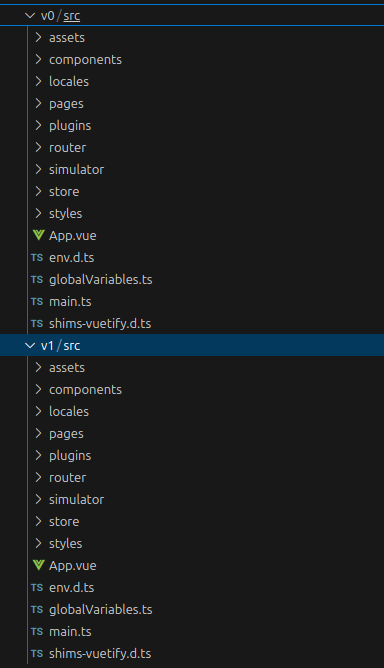 v0/src
assets
components
locales
pages
plugins
router
simulator
store
styles
App.vue
TS env.d.ts
TS globalVariables.ts
TS main.ts
TS shims-vuetify.d.ts
v1/src
assets
components
locales
pages
plugins
router
simulator
store
styles
App.vue
TS env.d.ts
TS globalVariables.ts
TS main.ts
TS shims-vuetify.d.ts